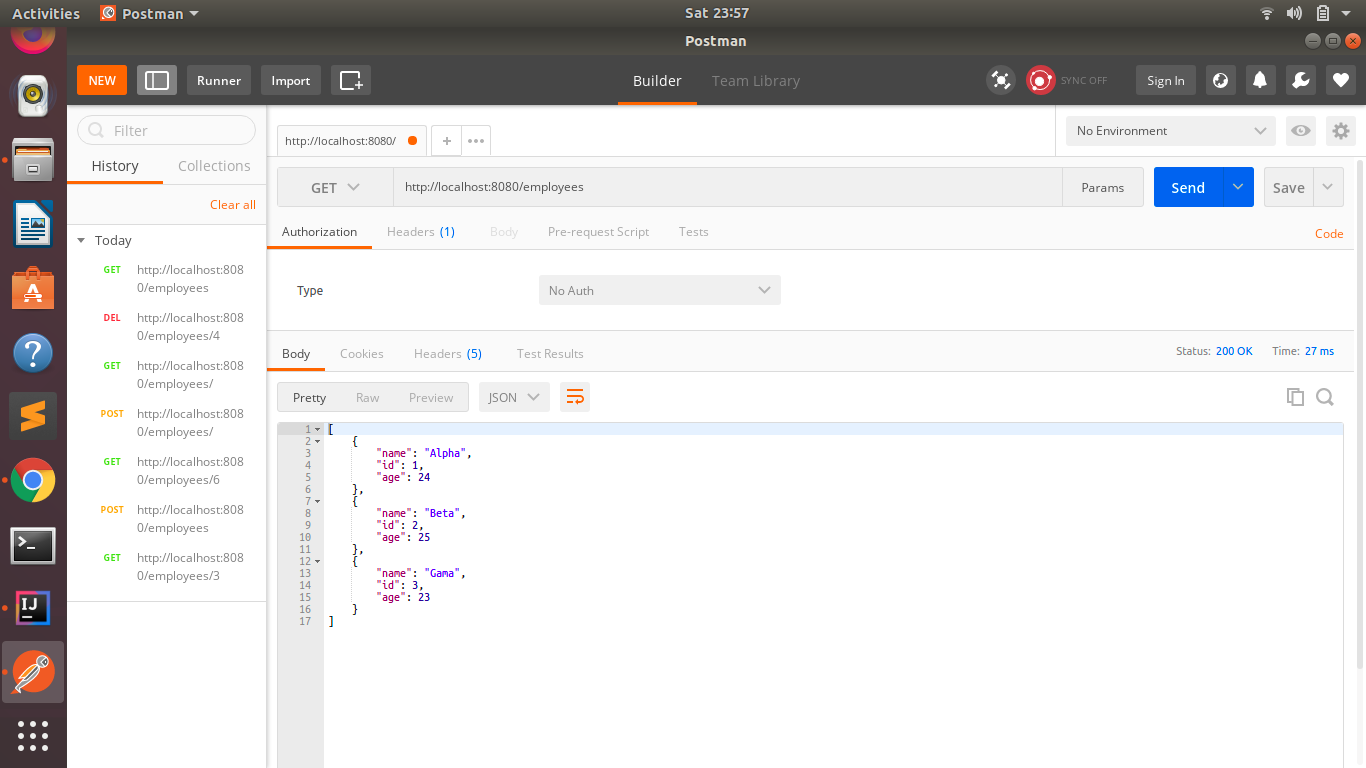 Activities Postman Sat 23:57
Postman
NEW Runner Import Builder Team Library SYNC OFF Sign In
Filter
History Collections
Clear all
Today
GET http://localhost:808
0/employees
DEL http://localhost:808
0/employees/4
GET http://localhost:808
0/employees/
POST http://localhost:808
0/employees/
GET http://localhost:808
0/employees/6
POST http://localhost:808
0/employees
GET http://localhost:808
0/employees/3
http://localhost:8080/ + ••• No Environment
GET http://localhost:8080/employees Params Send Save
Authorization Headers (1) Body Pre-request Script Tests Code
Type No Auth
Body Cookies Headers (5) Test Results Status: 200 OK Time: 27 ms
Pretty Raw Preview JSON
1 [
2 {
3 "name": "Alpha",
4 "id": 1,
5 "age": 24
6 },
7 {
8 "name": "Beta",
9 "id": 2,
10 "age": 25
11 },
12 {
13 "name": "Gama",
14 "id": 3,
15 "age": 23
16 }
17 ]
IJ